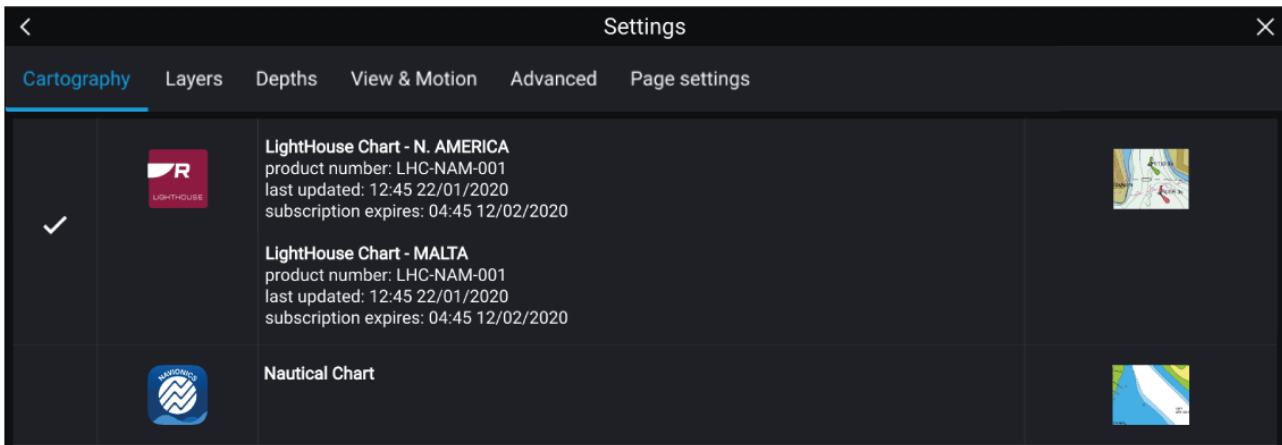 Settings
Cartography Layers Depths View & Motion Advanced Page settings
LightHouse Chart - N. AMERICA
product number: LHC-NAM-001
last updated: 12:45 22/01/2020
subscription expires: 04:45 12/02/2020
R
LIGHTHOUSE
LightHouse Chart - MALTA
product number: LHC-NAM-001
last updated: 12:45 22/01/2020
subscription expires: 04:45 12/02/2020
NAVIONICS
Nautical Chart